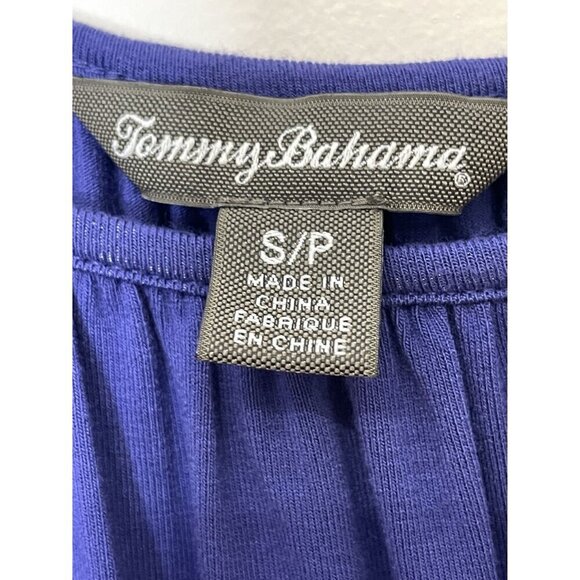 Tommy Bahama®
S/P
MADE IN
CHINA
FABRIQUE
EN CHINE